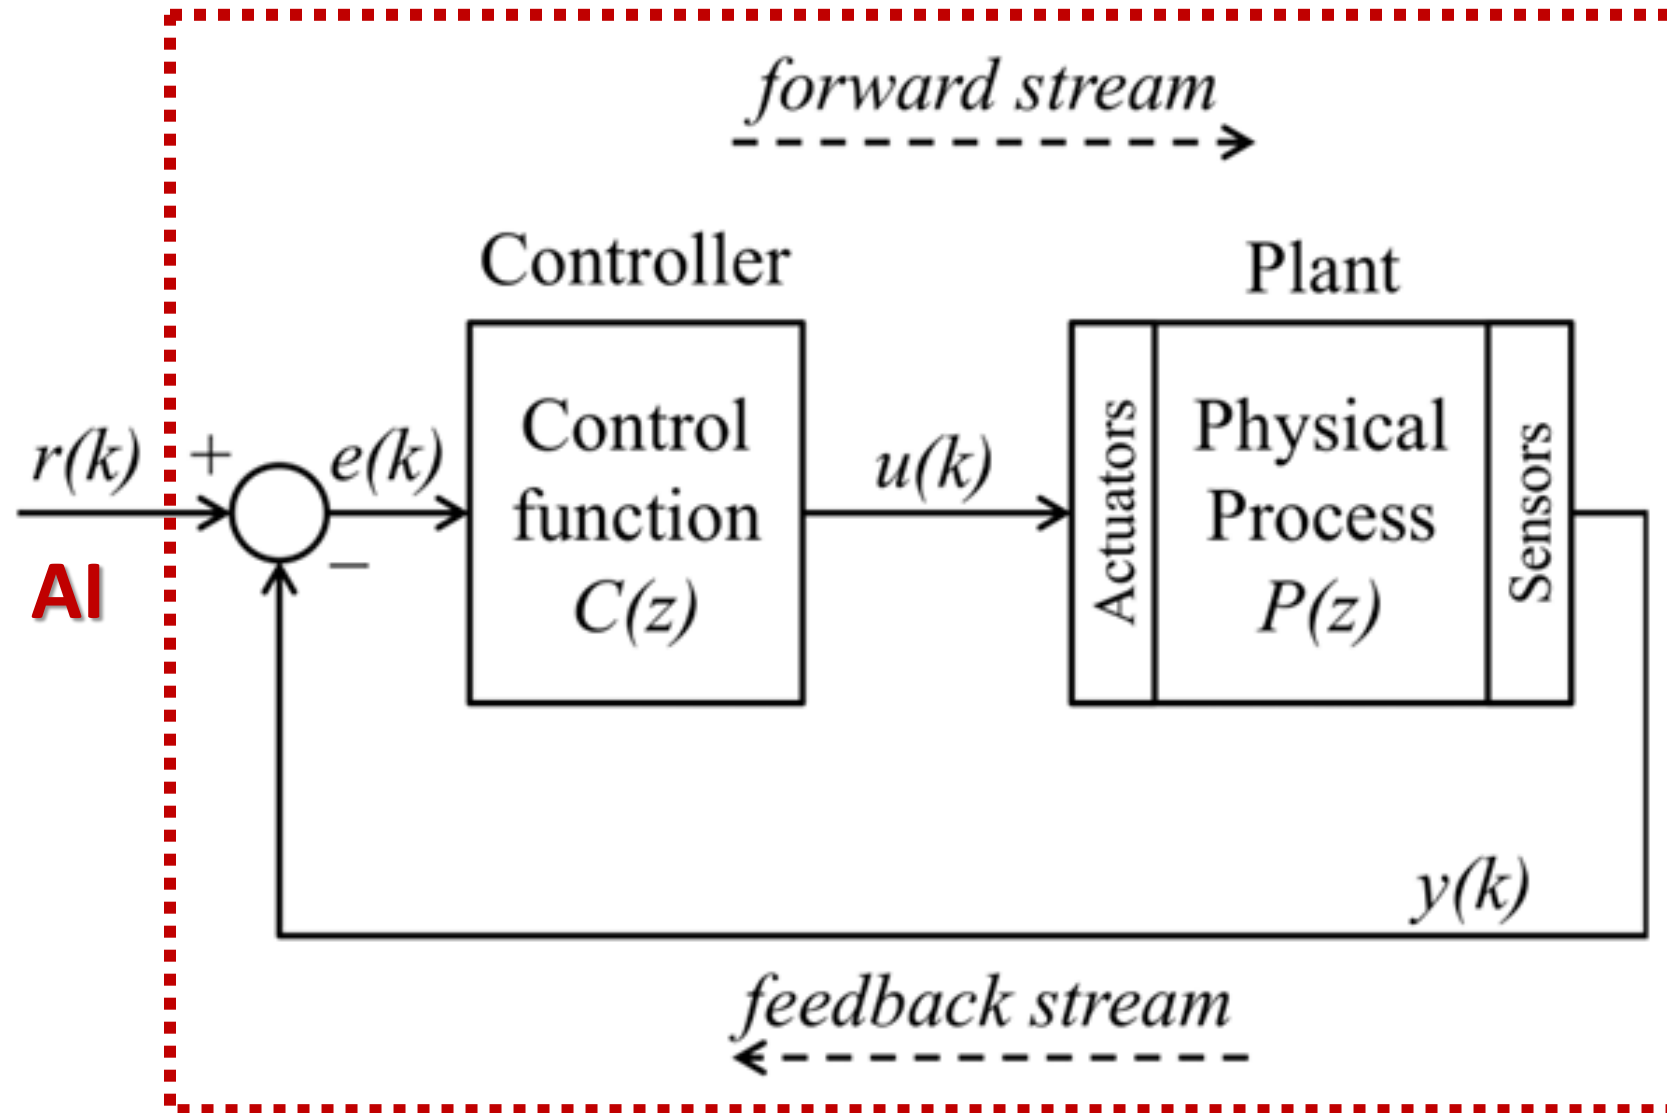 forward stream
Controller
Plant
r(k)
+
e(k)
Control
function
C(z)
u(k)
Actuators
Physical
Process
P(z)
Sensors
−
AI
y(k)
feedback stream